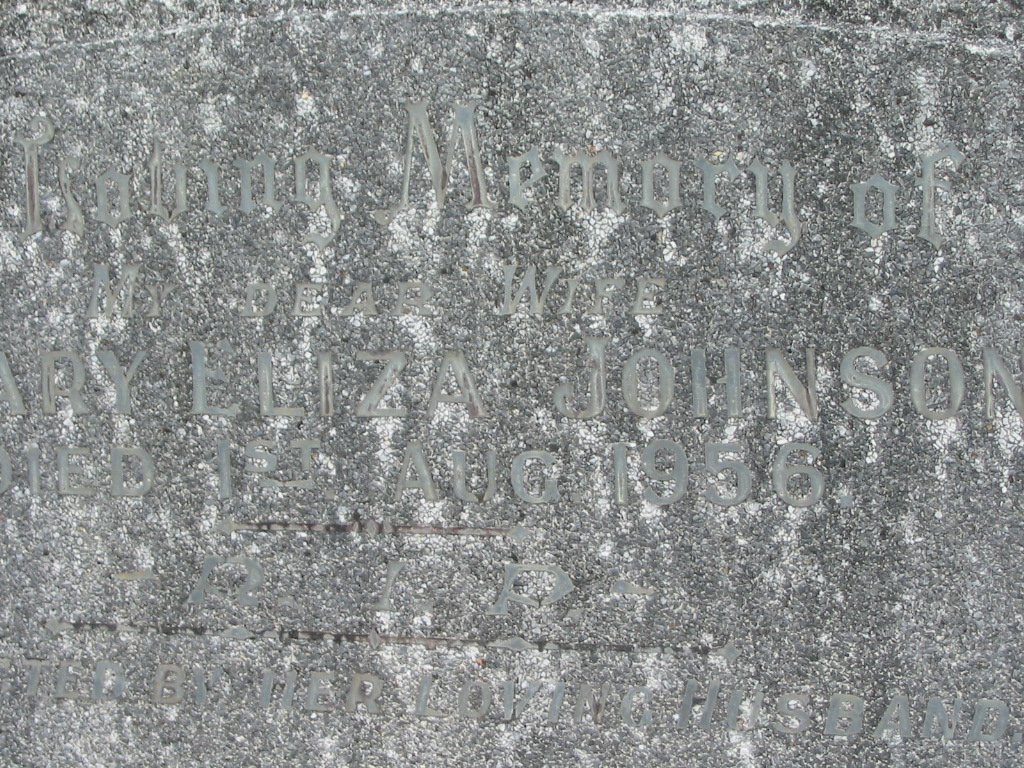 Loving Memory of
MY DEAR WIFE
ARY ELIZA JOHNSON
DIED 1ST. AUG. 1956.
R. I. P.
TED BY HER LOVING HUSBAND.